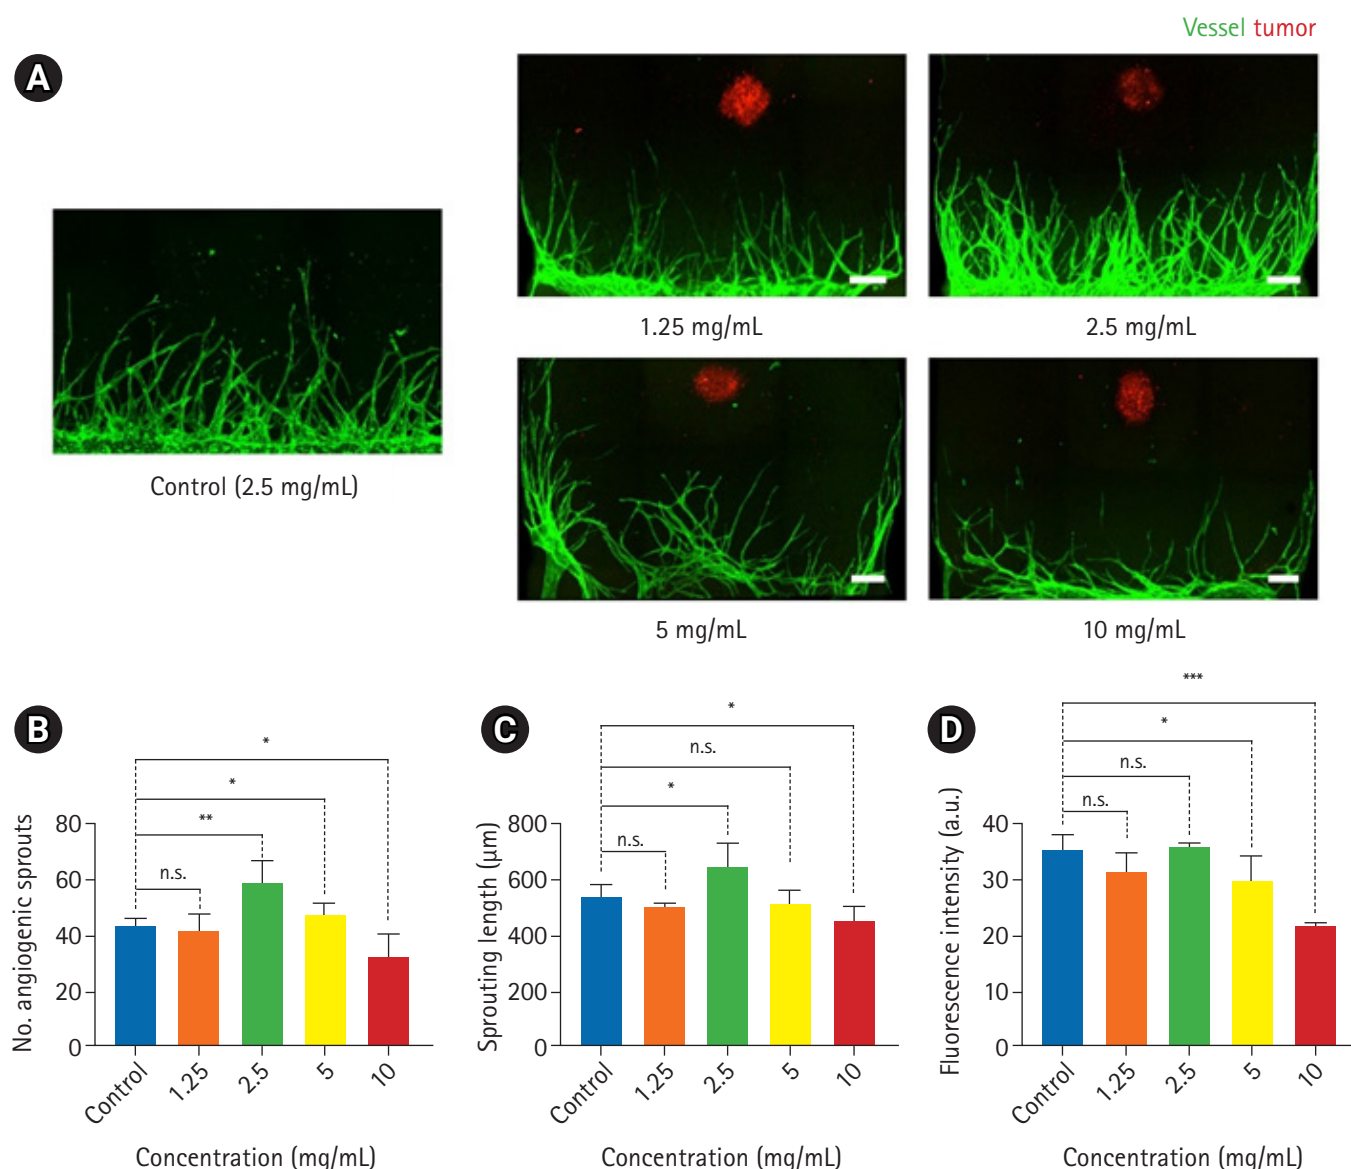 Vessel tumor
A
Control (2.5 mg/mL)
1.25 mg/mL
2.5 mg/mL
5 mg/mL
10 mg/mL
B
No. angiogenic sprouts
80
60
40
20
0
n.s.
**
*
*
Control
1.25
2.5
5
10
Concentration (mg/mL)
C
Sprouting length (µm)
800
600
400
200
0
n.s.
*
n.s.
*
Control
1.25
2.5
5
10
Concentration (mg/mL)
D
Fluorescence intensity (a.u.)
40
30
20
10
0
n.s.
n.s.
*
***
Control
1.25
2.5
5
10
Concentration (mg/mL)